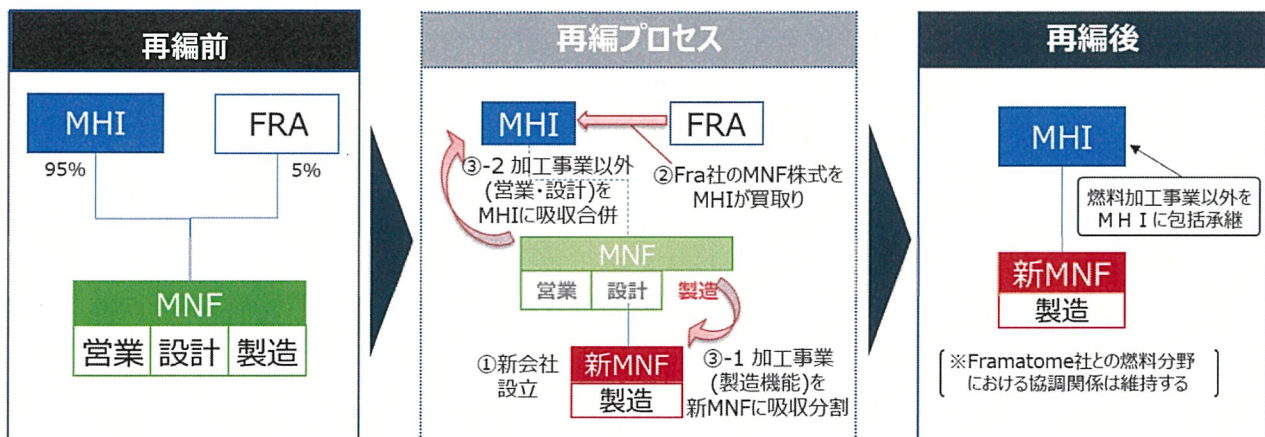 再編前
MHI
FRA
95%
5%
MNF
営業
設計
製造
再編プロセス
MHI
FRA
③-2 加工事業以外
(営業・設計)を
MHIに吸収合併
②Fra社のMNF株式を
MHIが買取り
MNF
営業
設計
製造
①新会社
設立
新MNF
製造
③-1 加工事業
(製造機能)を
新MNFに吸収分割
再編後
MHI
燃料加工事業以外を
ＭＨＩに包括承継
新MNF
製造
※Framatome社との燃料分野
における協調関係は維持する